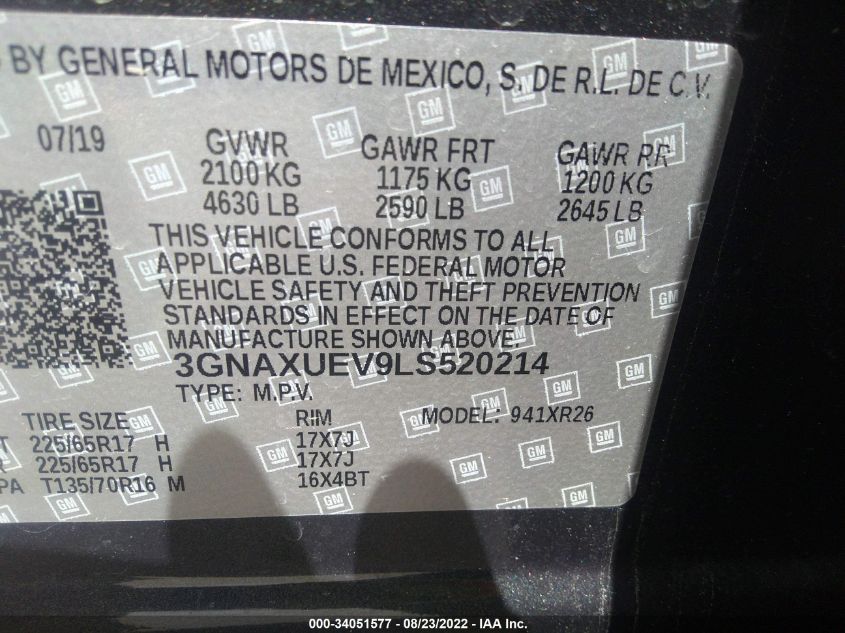 BY GENERAL MOTORS DE MEXICO, S. DE R.L. DE C.V.
07/19 GVWR GAWR FRT GAWR RR
2100 KG 1175 KG 1200 KG
4630 LB 2590 LB 2645 LB
THIS VEHICLE CONFORMS TO ALL
APPLICABLE U.S. FEDERAL MOTOR
VEHICLE SAFETY AND THEFT PREVENTION
STANDARDS IN EFFECT ON THE DATE OF
MANUFACTURE SHOWN ABOVE.
3GNAXUEV9LS520214
TYPE: M.P.V. MODEL: 941XR26
TIRE SIZE RIM
225/65R17 H 17X7J
225/65R17 H 17X7J
PA T135/70R16 M 16X4BT
000-34051577 - 08/23/2022 - IAA Inc.